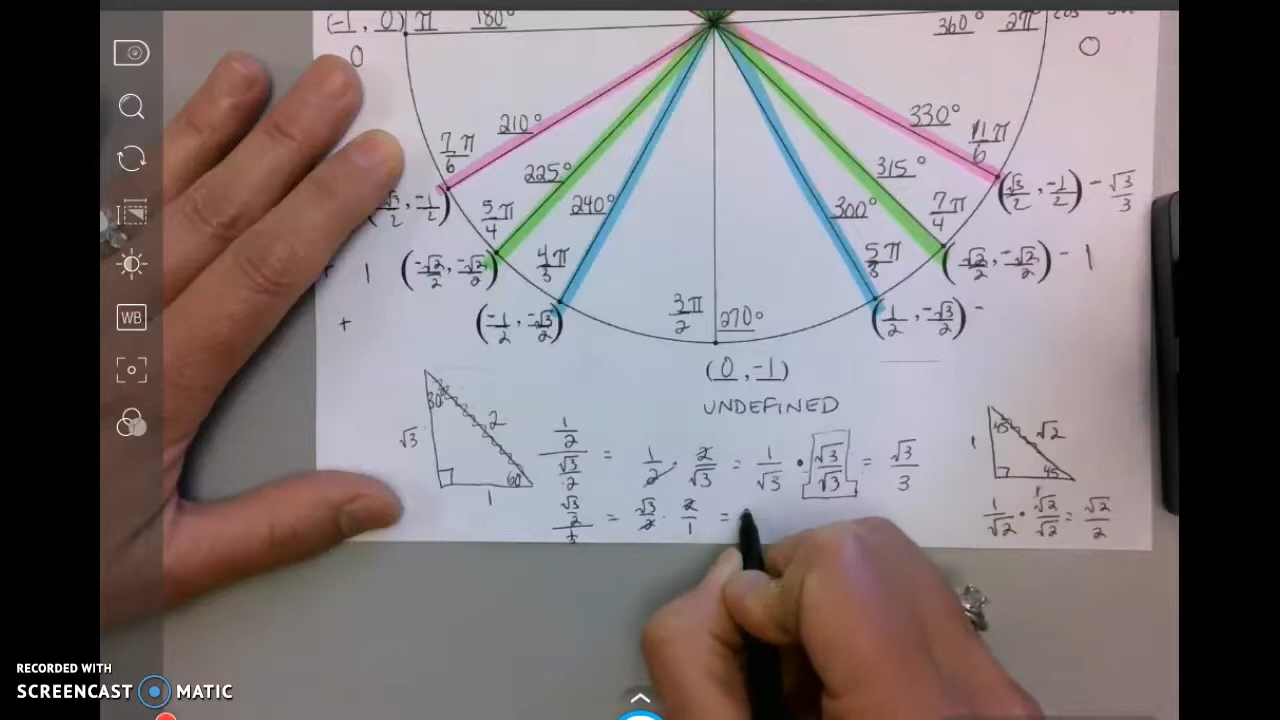 (-1, 0) π 180° 360° 2π
0 0
210° 330°
7π/6 11π/6
225° 315°
(√3/2, -1/2) - √3/3
-1/2)
5π/4 240° 300° 7π/4
1 (-√2/2, -√2/2) 4π/3 5π/3 (√2/2, -√2/2) - 1
+ (-1/2, -√3/2) 3π/2 270° (1/2, -√3/2) -
(0, -1)
UNDEFINED
30° 2 √3 60 1
45 √2 1 45
(1/2)/(√3/2) = 1/2 · 2/√3 = 1/√3 · √3/√3 = √3/3
(√3/2)/(1/2) = √3/2 · 2/1 =
1/√2 · √2/√2 = √2/2
WB
RECORDED WITH
SCREENCAST MATIC